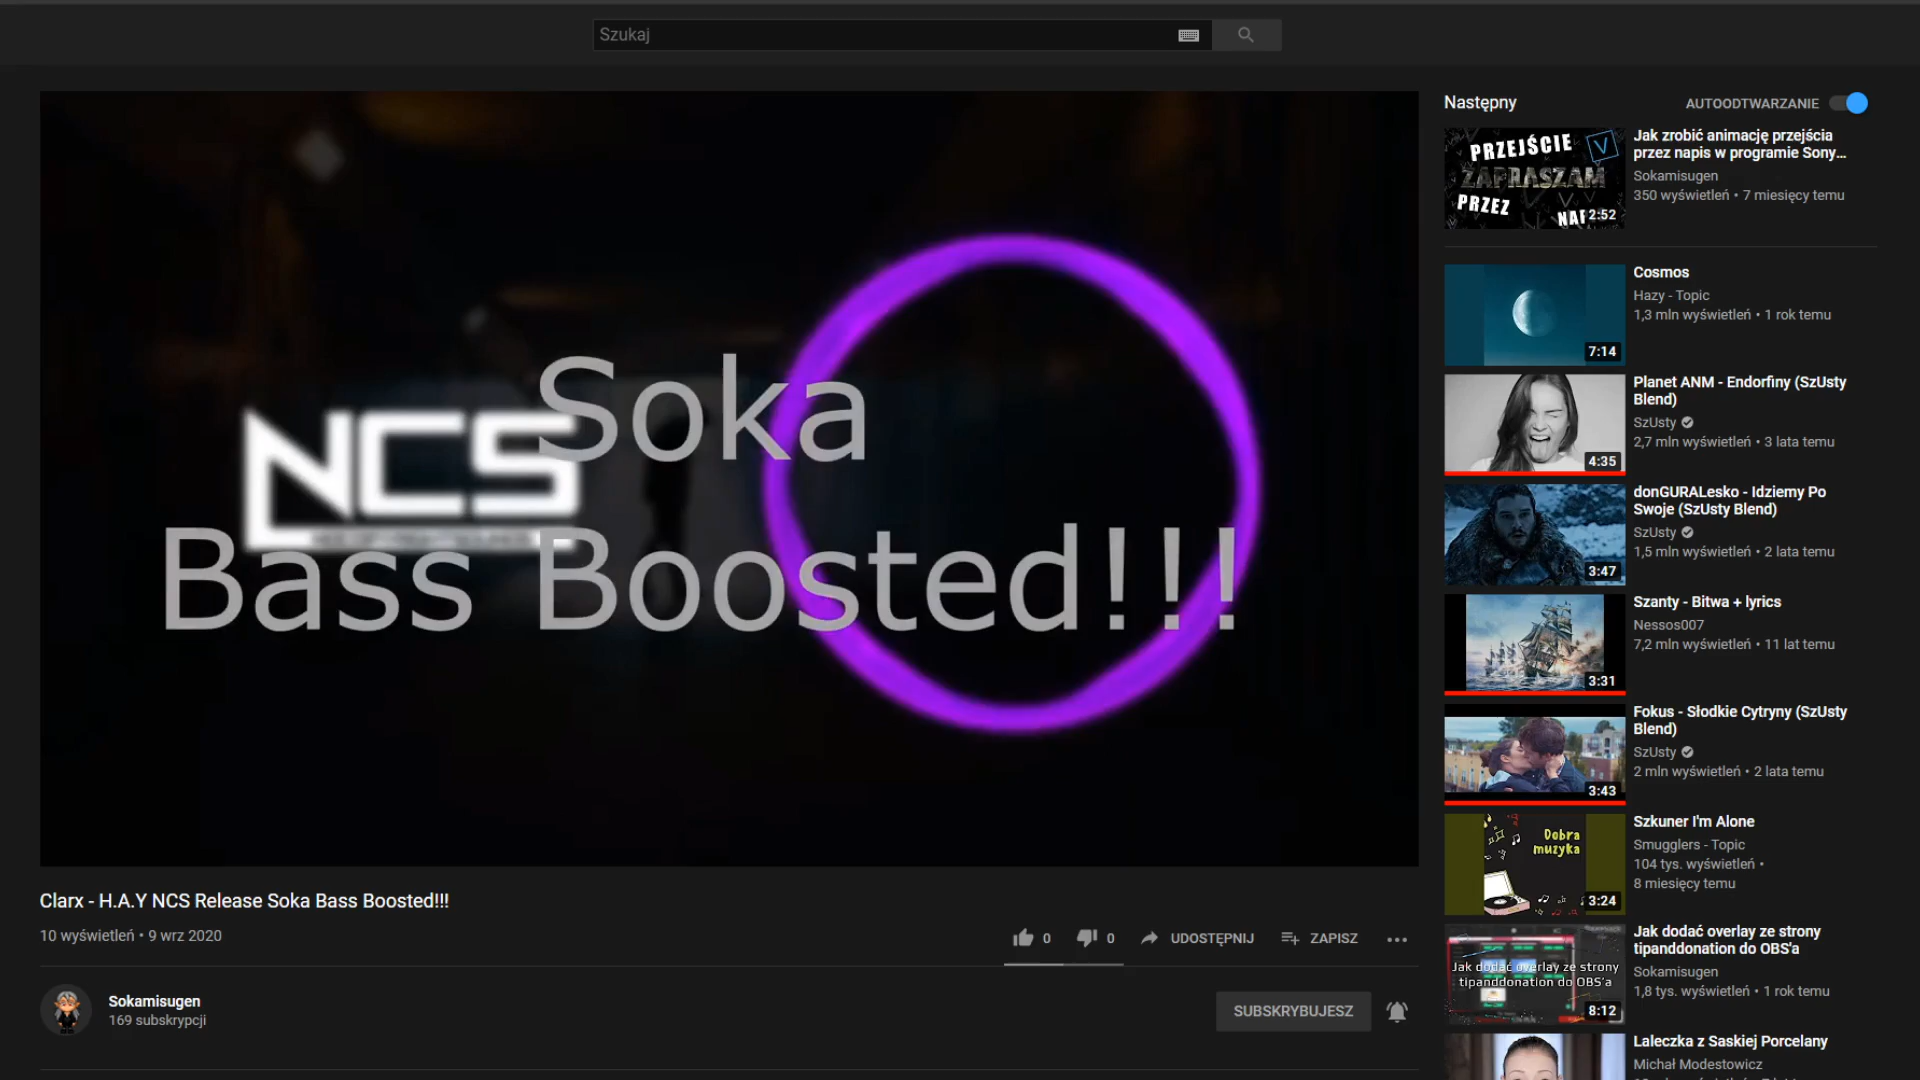 Szukaj
NCS
Soka
Bass Boosted!!!
Clarx - H.A.Y NCS Release Soka Bass Boosted!!!
10 wyświetleń • 9 wrz 2020
0
0
UDOSTĘPNIJ
ZAPISZ
Sokamisugen
169 subskrypcji
SUBSKRYBUJESZ
Następny
AUTOODTWARZANIE
PRZEJŚCIE
V
ZAPRASZAM
PRZEZ
2:52
Jak zrobić animację przejścia
przez napis w programie Sony...
Sokamisugen
350 wyświetleń • 7 miesięcy temu
7:14
Cosmos
Hazy - Topic
1,3 mln wyświetleń • 1 rok temu
4:35
Planet ANM - Endorfiny (SzUsty
Blend)
SzUsty
2,7 mln wyświetleń • 3 lata temu
3:47
donGURALesko - Idziemy Po
Swoje (SzUsty Blend)
SzUsty
1,5 mln wyświetleń • 2 lata temu
3:31
Szanty - Bitwa + lyrics
Nessos007
7,2 mln wyświetleń • 11 lat temu
3:43
Fokus - Słodkie Cytryny (SzUsty
Blend)
SzUsty
2 mln wyświetleń • 2 lata temu
Dobra
muzyka
3:24
Szkuner I'm Alone
Smugglers - Topic
104 tys. wyświetleń •
8 miesięcy temu
Jak dodać overlay ze strony
tipanddonation do OBS'a
8:12
Jak dodać overlay ze strony
tipanddonation do OBS'a
Sokamisugen
1,8 tys. wyświetleń • 1 rok temu
Laleczka z Saskiej Porcelany
Michał Modestowicz